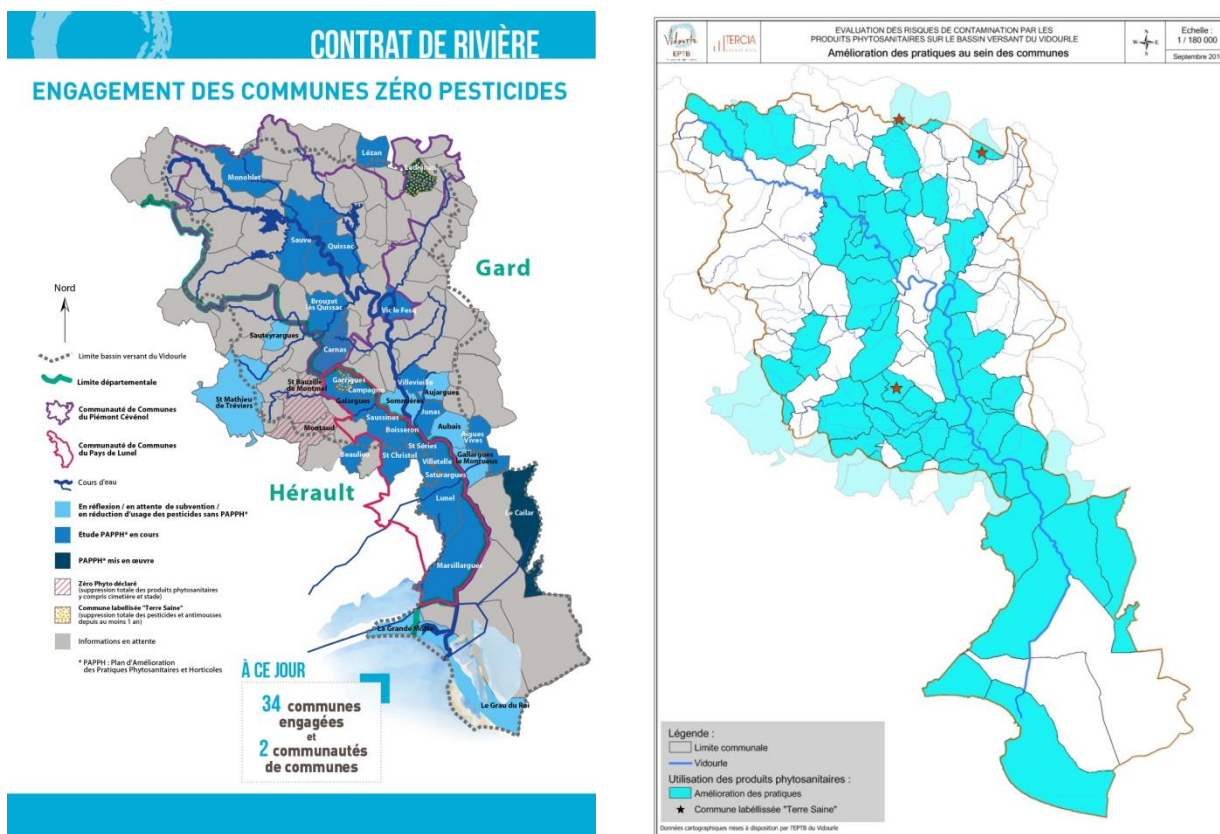 CONTRAT DE RIVIÈRE
ENGAGEMENT DES COMMUNES ZÉRO PESTICIDES
Lézan
Monoblet
Sauve
Quissac
Gard
Nord
Brouzet
lès Quissac
Vic le Fesq
Sauteyrargues
Carnas
Limite bassin versant du Vidourle
Limite départementale
Communauté de Communes
du Piémont Cévénol
Communauté de Communes
du Pays de Lunel
Cours d'eau
En réflexion / en attente de subvention /
en réduction d'usage des pesticides sans PAPPH*
Etude PAPPH* en cours
PAPPH* mis en œuvre
Zéro Phyto déclaré
(suppression totale des produits phytosanitaires
y compris cimetière et stade)
Commune labellisée "Terre Saine"
(suppression totale des pesticides et antimousses
depuis au moins 1 an)
Informations en attente
* PAPPH : Plan d'Amélioration
des Pratiques Phytosanitaires et Horticoles
St Bauzille
de Montmel
Garrigues
Campagne
Galargues
Villevieille
Aujargues
Sommières
St Mathieu
de Tréviers
Junas
Saussines
Montaud
Boisseron
Aubais
Aigues
Vives
Beaulieu
St Christol
St Séries
Gallargues
le Montueux
Villetelle
Saturargues
Hérault
Lunel
Le Cailar
Marsillargues
La Grande Motte
Le Grau du Roi
À CE JOUR
34 communes
engagées
et
2 communautés
de communes
Vidourle
EPTB
TERCIA
EVALUATION DES RISQUES DE CONTAMINATION PAR LES
PRODUITS PHYTOSANITAIRES SUR LE BASSIN VERSANT DU VIDOURLE
Amélioration des pratiques au sein des communes
Echelle :
1 / 180 000
Légende :
Limite communale
Vidourle
Utilisation des produits phytosanitaires :
Amélioration des pratiques
Commune labéllissée "Terre Saine"
Données cartographiques mises à disposition par l'EPTB du Vidourle